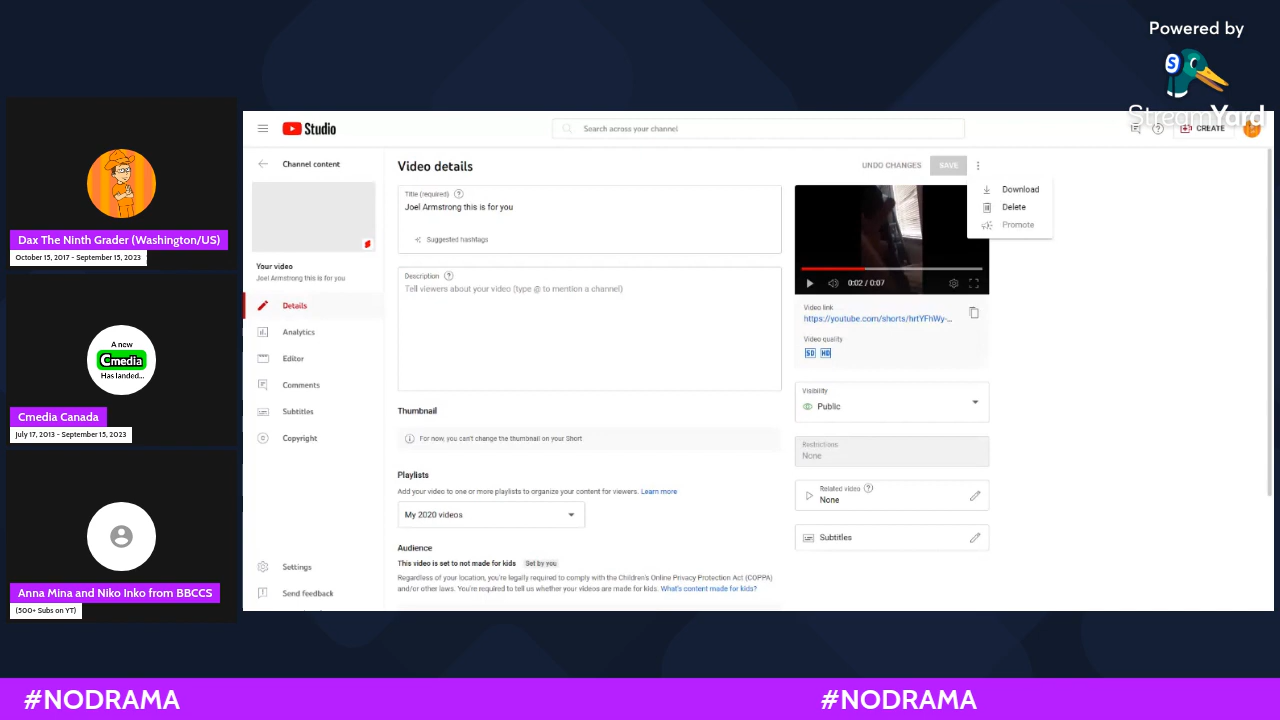 Powered by
S
StreamYard
Dax The Ninth Grader (Washington/US)
October 15, 2017 - September 15, 2023
A new
Cmedia
Has landed...
Cmedia Canada
July 17, 2013 - September 15, 2023
Anna Mina and Niko Inko from BBCCS
(500+ Subs on YT)
Studio
Search across your channel
CREATE
Channel content
Your video
Joel Armstrong this is for you
Details
Analytics
Editor
Comments
Subtitles
Copyright
Settings
Send feedback
Video details
UNDO CHANGES
SAVE
Download
Delete
Promote
Title (required)
Joel Armstrong this is for you
Suggested hashtags
Description
Tell viewers about your video (type @ to mention a channel)
Thumbnail
For now, you can't change the thumbnail on your Short
Playlists
Add your video to one or more playlists to organize your content for viewers. Learn more
My 2020 videos
Audience
This video is set to not made for kids Set by you
Regardless of your location, you're legally required to comply with the Children's Online Privacy Protection Act (COPPA)
and/or other laws. You're required to tell us whether your videos are made for kids. What's content made for kids?
0:02 / 0:07
Video link
https://youtube.com/shorts/hrtYFhWy-...
Video quality
SD HD
Visibility
Public
Restrictions
None
Related video
None
Subtitles
#NODRAMA
#NODRAMA